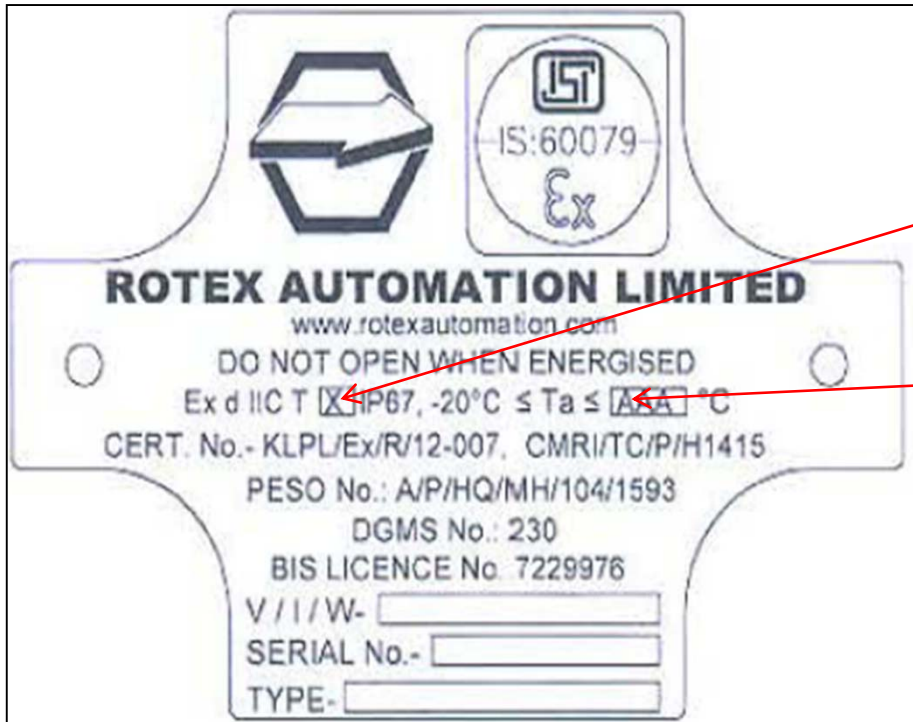 IS:60079
Ex
ROTEX AUTOMATION LIMITED
www.rotexautomation.com
DO NOT OPEN WHEN ENERGISED
Ex d IIC T X IP67, -20°C ≤ Ta ≤ AAA °C
CERT. No.- KLPL/Ex/R/12-007, CMRI/TC/P/H1415
PESO No.: A/P/HQ/MH/104/1593
DGMS No.: 230
BIS LICENCE No. 7229976
V / I / W-
SERIAL No.-
TYPE-